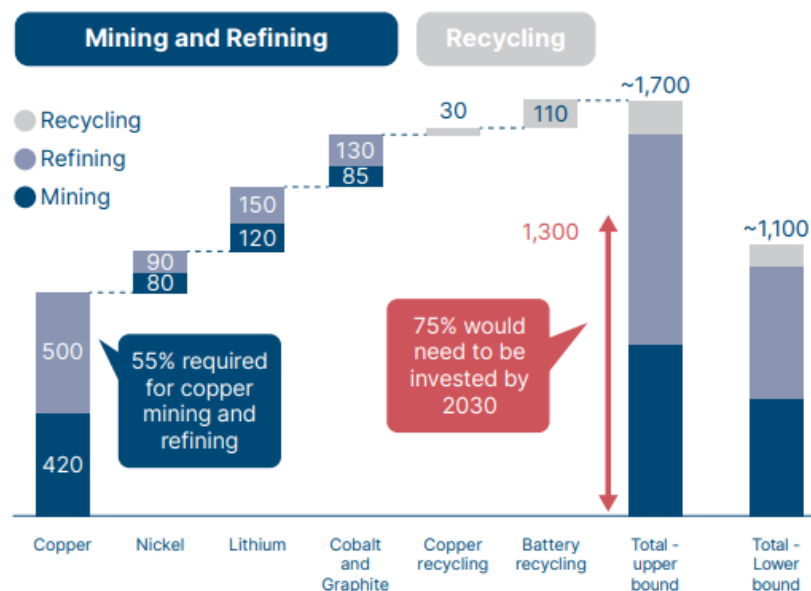 Mining and Refining
Recycling
Recycling
Refining
Mining
~1,700
30
110
130
85
150
120
1,300
~1,100
90
80
500
420
55% required
for copper
mining and
refining
75% would
need to be
invested by
2030
Copper
Nickel
Lithium
Cobalt
and
Graphite
Copper
recycling
Battery
recycling
Total -
upper
bound
Total -
Lower
bound